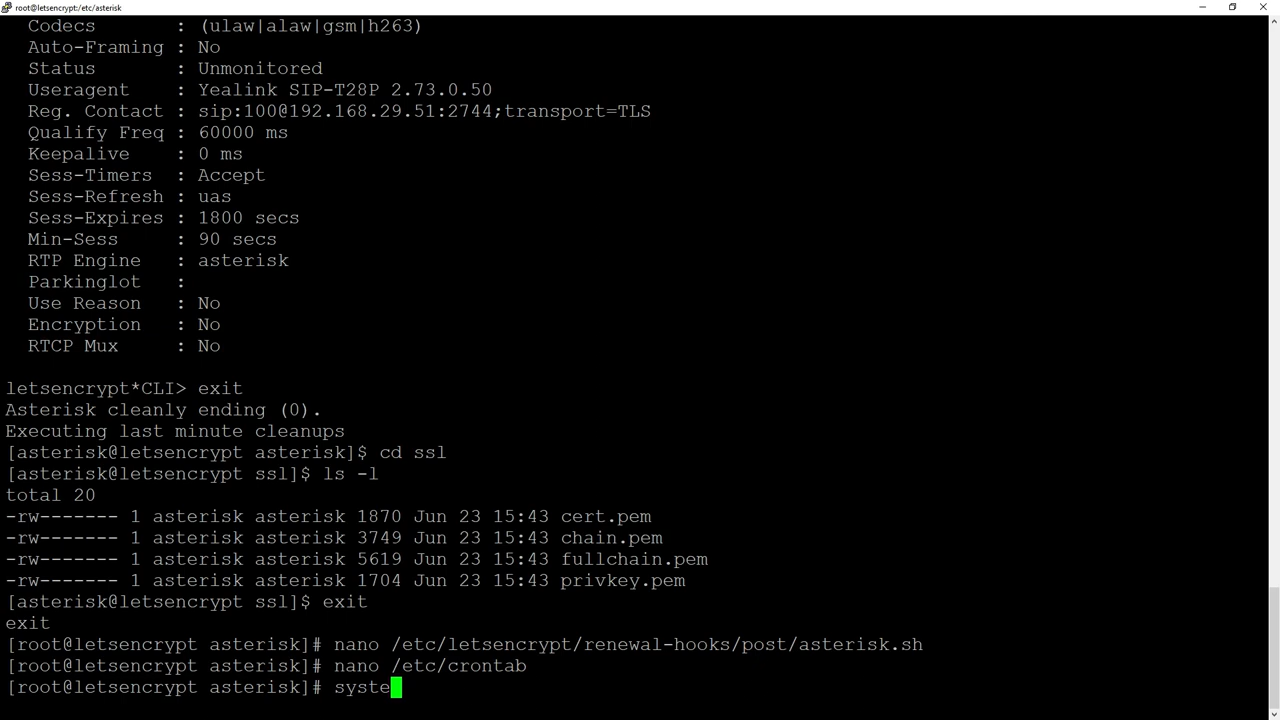 root@letsencrypt:/etc/asterisk
Codecs : (ulaw|alaw|gsm|h263)
Auto-Framing : No
Status : Unmonitored
Useragent : Yealink SIP-T28P 2.73.0.50
Reg. Contact : sip:100@192.168.29.51:2744;transport=TLS
Qualify Freq : 60000 ms
Keepalive : 0 ms
Sess-Timers : Accept
Sess-Refresh : uas
Sess-Expires : 1800 secs
Min-Sess : 90 secs
RTP Engine : asterisk
Parkinglot :
Use Reason : No
Encryption : No
RTCP Mux : No
letsencrypt*CLI> exit
Asterisk cleanly ending (0).
Executing last minute cleanups
[asterisk@letsencrypt asterisk]$ cd ssl
[asterisk@letsencrypt ssl]$ ls -l
total 20
-rw------- 1 asterisk asterisk 1870 Jun 23 15:43 cert.pem
-rw------- 1 asterisk asterisk 3749 Jun 23 15:43 chain.pem
-rw------- 1 asterisk asterisk 5619 Jun 23 15:43 fullchain.pem
-rw------- 1 asterisk asterisk 1704 Jun 23 15:43 privkey.pem
[asterisk@letsencrypt ssl]$ exit
exit
[root@letsencrypt asterisk]# nano /etc/letsencrypt/renewal-hooks/post/asterisk.sh
[root@letsencrypt asterisk]# nano /etc/crontab
[root@letsencrypt asterisk]# syste